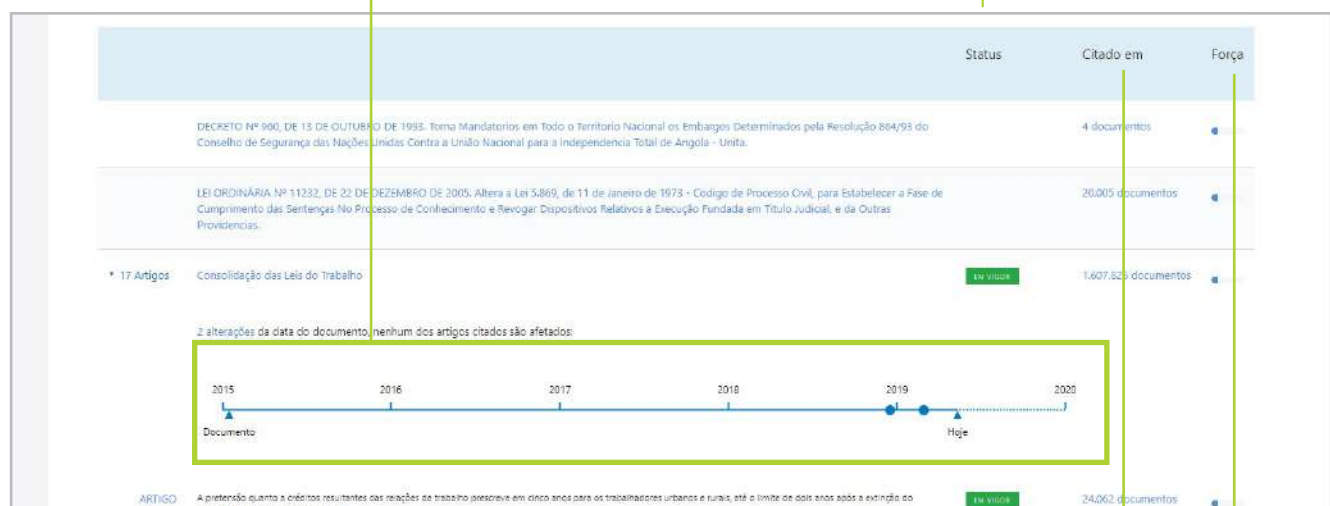 Status Citado em Força
DECRETO Nº 960, DE 13 DE OUTUBRO DE 1993. Torna Mandatorios em Todo o Territorio Nacional os Embargos Determinados pela Resolução 864/93 do 4 documentos
Conselho de Segurança das Nações Unidas Contra a União Nacional para a Independencia Total de Angola - Unita.
LEI ORDINÁRIA Nº 11232, DE 22 DE DEZEMBRO DE 2005. Altera a Lei 5.869, de 11 de Janeiro de 1973 - Codigo de Processo Civil, para Estabelecer a Fase de 20.005 documentos
Cumprimento das Sentenças No Processo de Conhecimento e Revogar Dispositivos Relativos a Execução Fundada em Titulo Judicial, e da Outras
Providencias.
17 Artigos Consolidação das Leis do Trabalho EM VIGOR 1.607.825 documentos
2 alterações da data do documento, nenhum dos artigos citados são afetados:
2015 2016 2017 2018 2019 2020
Documento Hoje
ARTIGO A pretensão quanto a créditos resultantes das relações de trabalho prescreve em cinco anos para os trabalhadores urbanos e rurais, até o limite de dois anos após a extinção do EM VIGOR 24.062 documentos